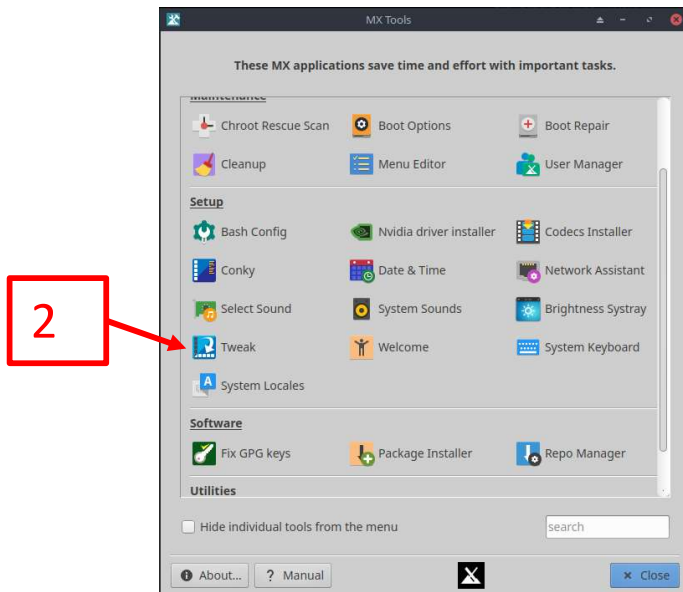 MX Tools
These MX applications save time and effort with important tasks.
Maintenance
Chroot Rescue Scan Boot Options Boot Repair
Cleanup Menu Editor User Manager
Setup
Bash Config Nvidia driver installer Codecs Installer
Conky Date & Time Network Assistant
Select Sound System Sounds Brightness Systray
2
Tweak Welcome System Keyboard
System Locales
Software
Fix GPG keys Package Installer Repo Manager
Utilities
Hide individual tools from the menu search
About... ? Manual Close